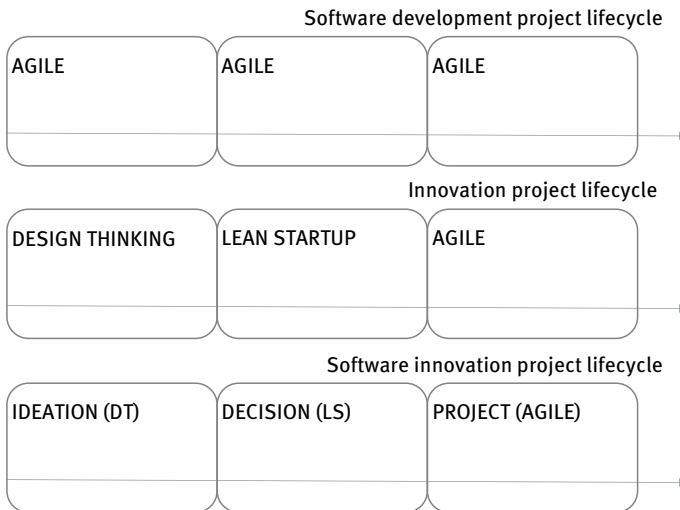 Software development project lifecycle
AGILE AGILE AGILE
Innovation project lifecycle
DESIGN THINKING LEAN STARTUP AGILE
Software innovation project lifecycle
IDEATION (DT) DECISION (LS) PROJECT (AGILE)